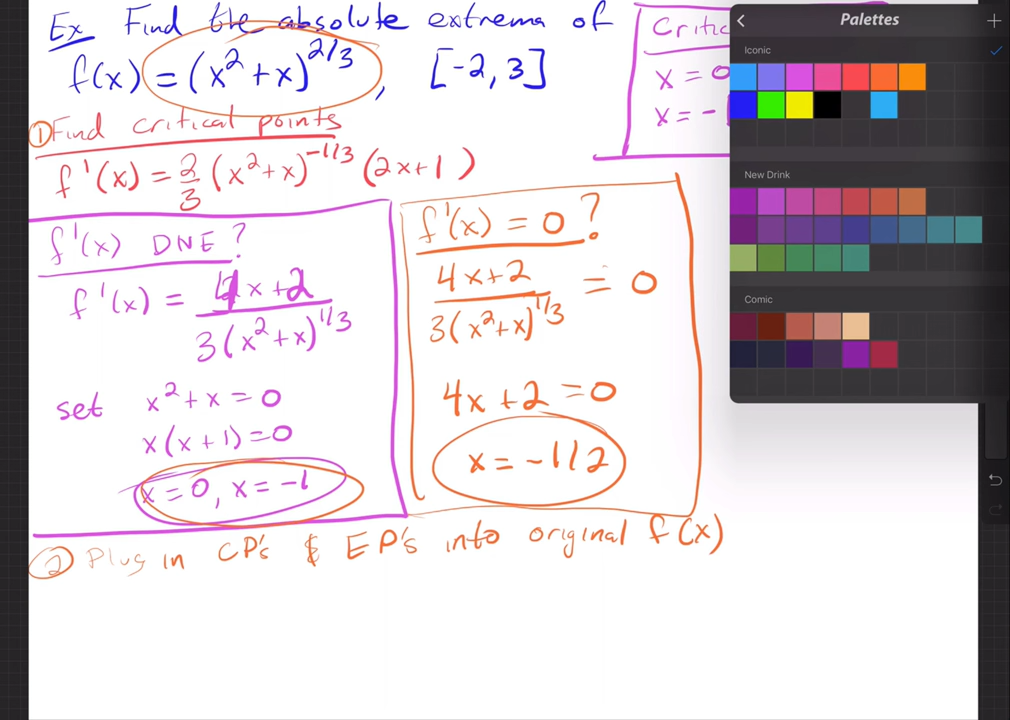 Ex Find the absolute extrema of
f(x) = (x² + x)^2/3 , [-2, 3]
Critic
x = 0
x = -1
① Find critical points
f'(x) = 2/3 (x² + x)^-1/3 (2x + 1)
f'(x) DNE ?
f'(x) = 4x + 2 / 3(x² + x)^1/3
set x² + x = 0
x(x + 1) = 0
x = 0, x = -1
f'(x) = 0 ?
4x + 2 / 3(x² + x)^1/3 = 0
4x + 2 = 0
x = -1/2
② Plug in CP's & EP's into original f(x)
Palettes
Iconic
New Drink
Comic